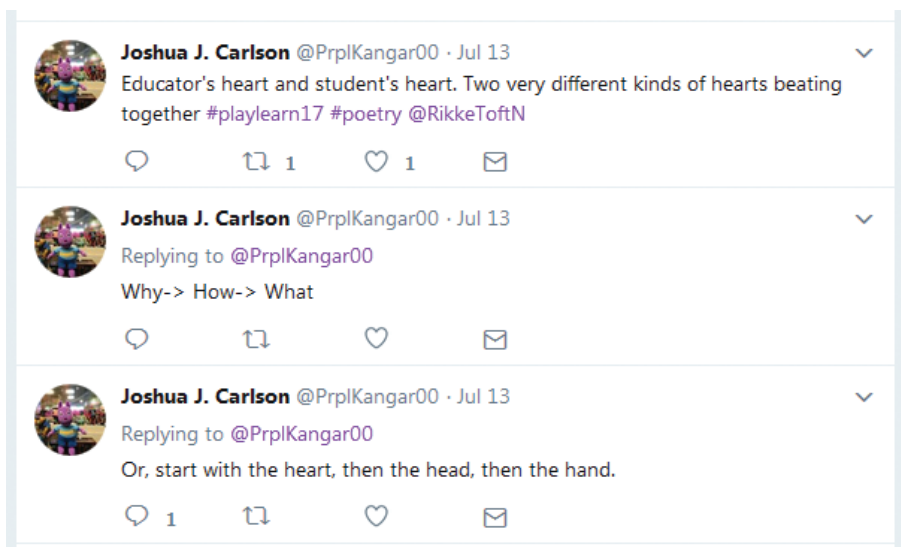 Joshua J. Carlson @PrplKangar00 · Jul 13
Educator's heart and student's heart. Two very different kinds of hearts beating
together #playlearn17 #poetry @RikkeToftN
1 1
Joshua J. Carlson @PrplKangar00 · Jul 13
Replying to @PrplKangar00
Why-> How-> What
Joshua J. Carlson @PrplKangar00 · Jul 13
Replying to @PrplKangar00
Or, start with the heart, then the head, then the hand.
1